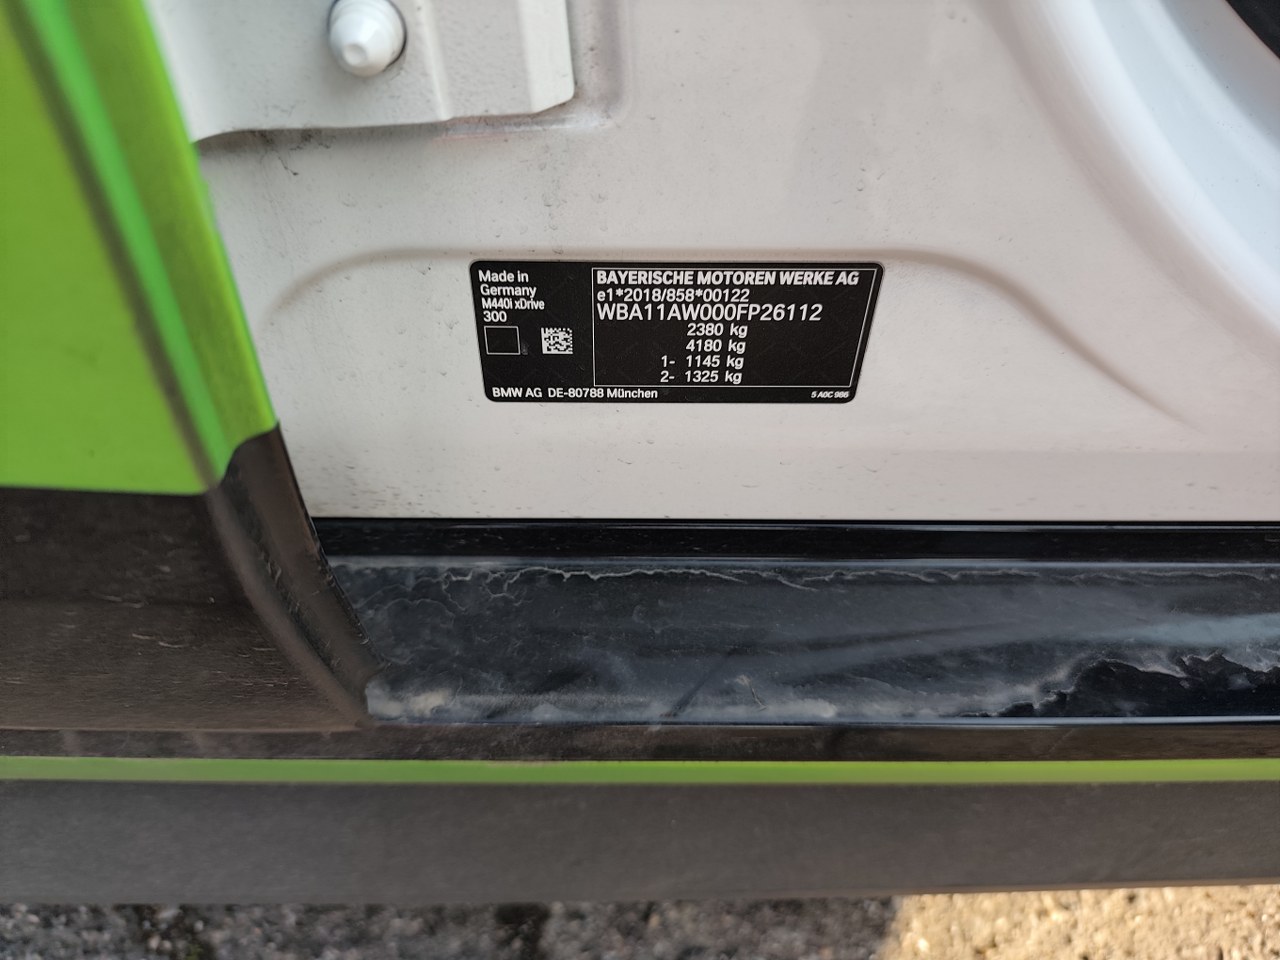 Made in
Germany
M440i xDrive
300
BAYERISCHE MOTOREN WERKE AG
e1*2018/858*00122
WBA11AW000FP26112
2380 kg
4180 kg
1- 1145 kg
2- 1325 kg
BMW AG DE-80788 München
5 A0C 986